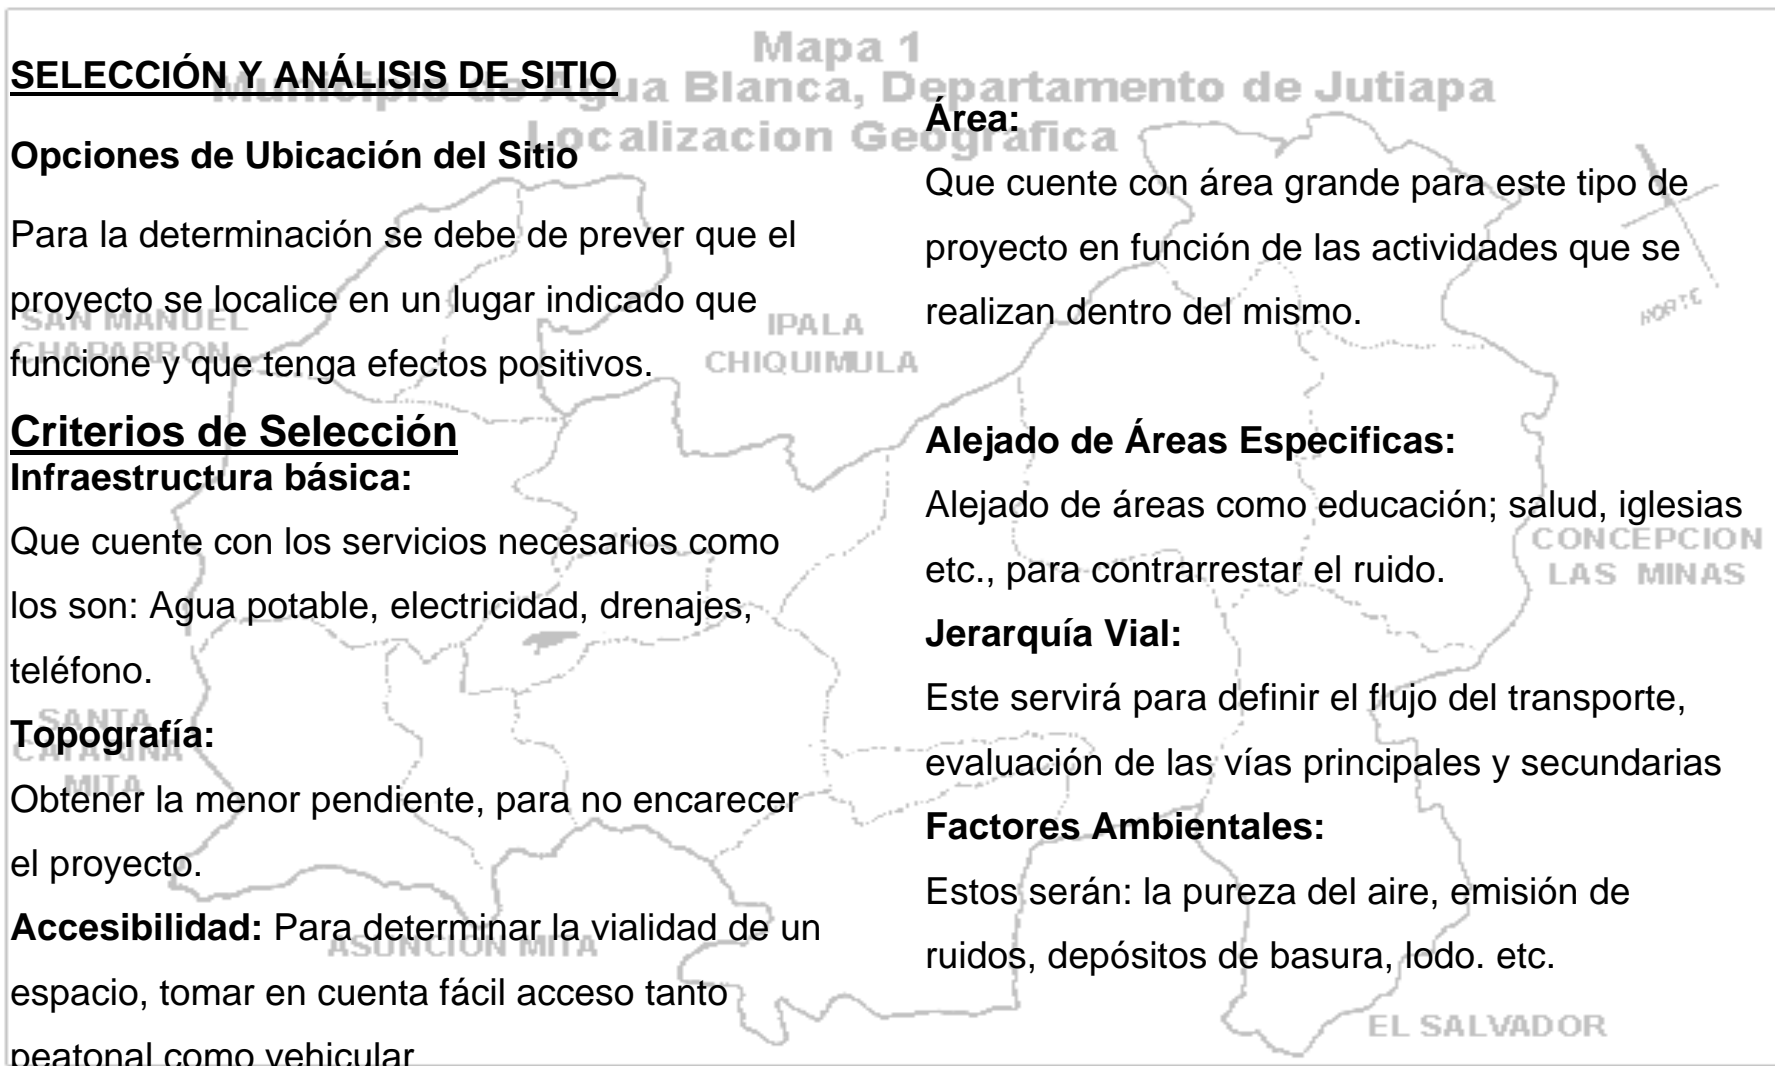 Mapa 1
Municipio de Agua Blanca, Departamento de Jutiapa
Localizacion Geografica
SELECCIÓN Y ANÁLISIS DE SITIO
Opciones de Ubicación del Sitio
Para la determinación se debe de prever que el
proyecto se localice en un lugar indicado que
funcione y que tenga efectos positivos.
Criterios de Selección
Infraestructura básica:
Que cuente con los servicios necesarios como
los son: Agua potable, electricidad, drenajes,
teléfono.
Topografía:
Obtener la menor pendiente, para no encarecer
el proyecto.
Accesibilidad: Para determinar la vialidad de un
espacio, tomar en cuenta fácil acceso tanto
peatonal como vehicular
Área:
Que cuente con área grande para este tipo de
proyecto en función de las actividades que se
realizan dentro del mismo.
Alejado de Áreas Especificas:
Alejado de áreas como educación; salud, iglesias
etc., para contrarrestar el ruido.
Jerarquía Vial:
Este servirá para definir el flujo del transporte,
evaluación de las vías principales y secundarias
Factores Ambientales:
Estos serán: la pureza del aire, emisión de
ruidos, depósitos de basura, lodo. etc.
SAN MANUEL
CHAPARRON
IPALA
CHIQUIMULA
NORTE
CONCEPCION
LAS MINAS
SANTA
CATARINA
MITA
ASUNCION MITA
EL SALVADOR